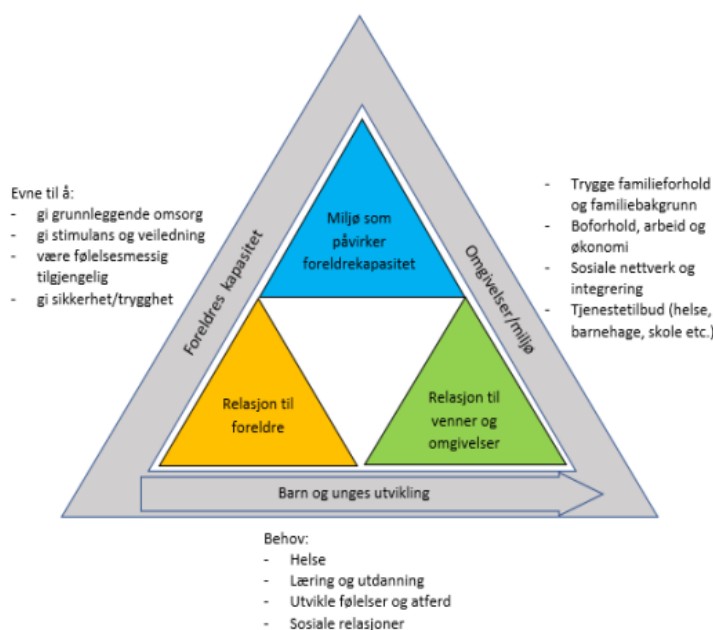 Evne til å:
- gi grunnleggende omsorg
- gi stimulans og veiledning
- være følelsesmessig
tilgjengelig
- gi sikkerhet/trygghet
Foreldres kapasitet
Miljø som
påvirker
foreldrekapasitet
Omgivelser/miljø
- Trygge familieforhold
og familiebakgrunn
- Boforhold, arbeid og
økonomi
- Sosiale nettverk og
integrering
- Tjenestetilbud (helse,
barnehage, skole etc.)
Relasjon til
foreldre
Relasjon til
venner og
omgivelser
Barn og unges utvikling
Behov:
- Helse
- Læring og utdanning
- Utvikle følelser og atferd
- Sosiale relasjoner